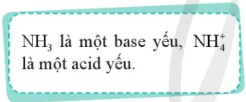 NH₃ là một base yếu, NH₄⁺
là một acid yếu.